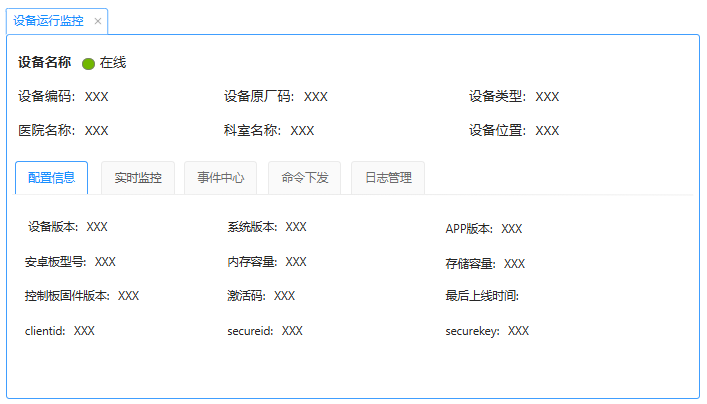 设备运行监控 ×
设备名称 在线
设备编码: XXX 设备原厂码: XXX 设备类型: XXX
医院名称: XXX 科室名称: XXX 设备位置: XXX
配置信息 实时监控 事件中心 命令下发 日志管理
设备版本: XXX 系统版本: XXX APP版本: XXX
安卓板型号: XXX 内存容量: XXX 存储容量: XXX
控制板固件版本: XXX 激活码: XXX 最后上线时间:
clientid: XXX secureid: XXX securekey: XXX